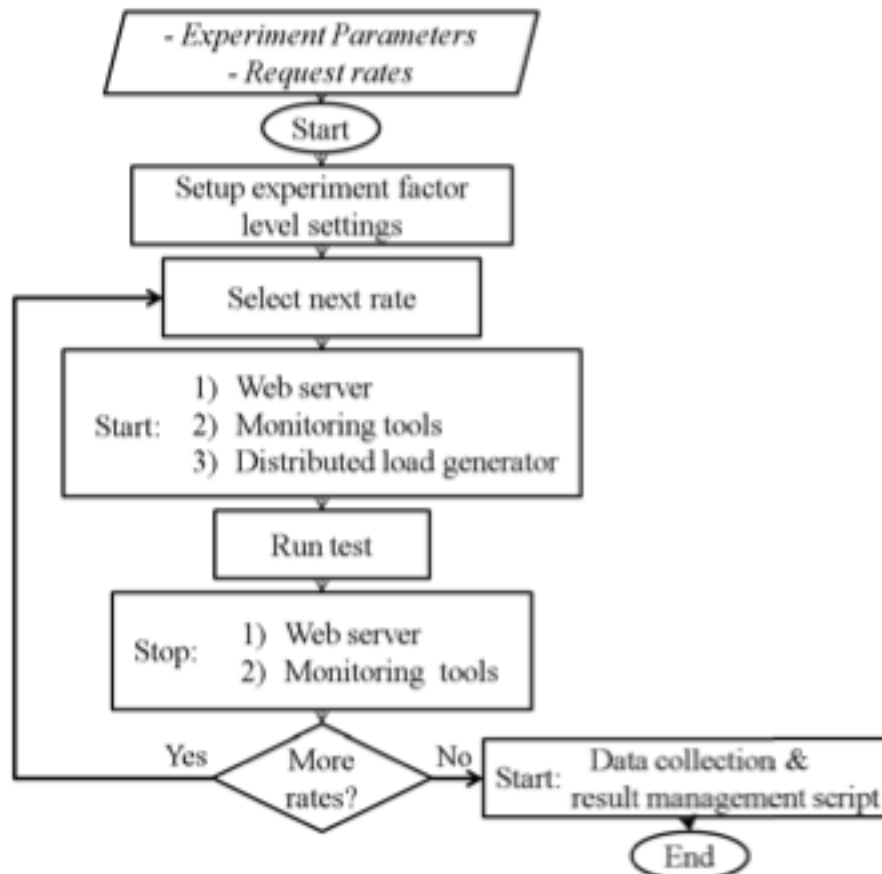 - Experiment Parameters
- Request rates
Start
Setup experiment factor
level settings
Select next rate
Start:
1) Web server
2) Monitoring tools
3) Distributed load generator
Run test
Stop:
1) Web server
2) Monitoring tools
More
rates?
Yes
No
Start:
Data collection &
result management script
End